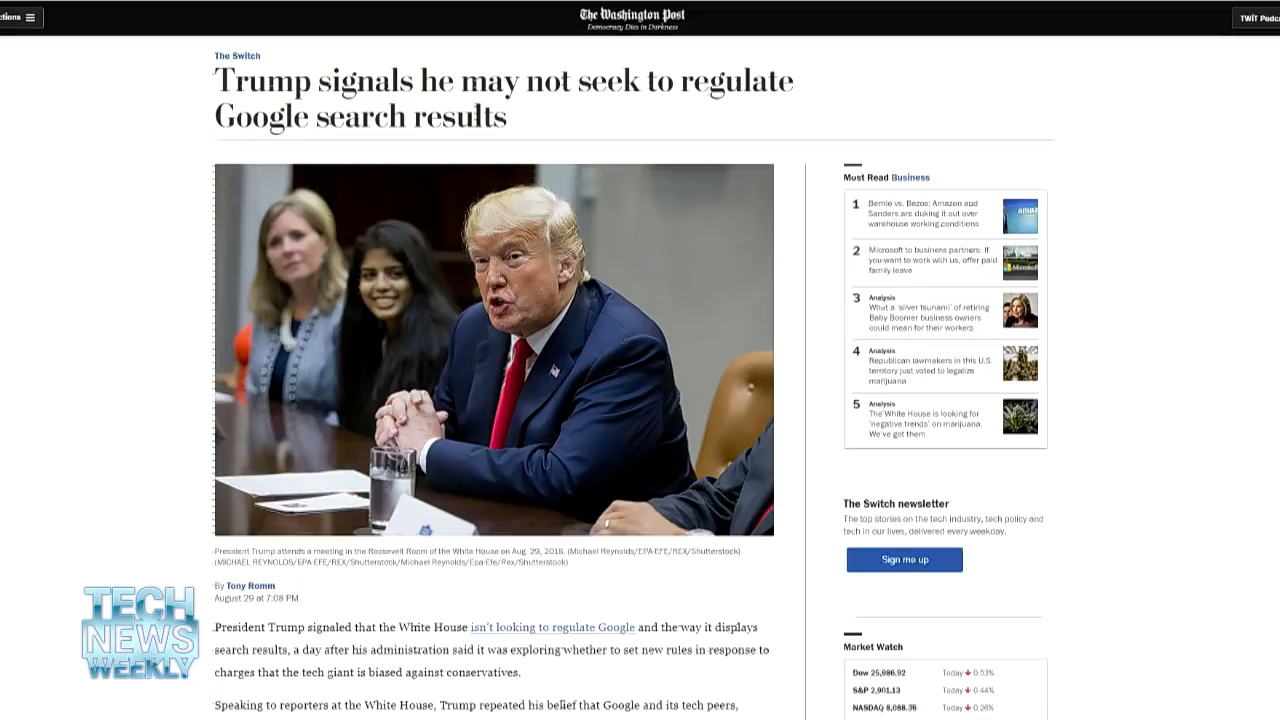 ctions
The Washington Post
Democracy Dies in Darkness
TWiT Podca
The Switch
Trump signals he may not seek to regulate
Google search results
Must Read Business
1
Bernie vs. Bezos: Amazon and
Sanders are duking it out over
warehouse working conditions
amaz
2
Microsoft to business partners: If
you want to work with us, offer paid
family leave
Microsoft
3
Analysis
What a 'silver tsunami' of retiring
Baby Boomer business owners
could mean for their workers
4
Analysis
Republican lawmakers in this U.S.
territory just voted to legalize
marijuana
5
Analysis
The White House is looking for
'negative trends' on marijuana.
We've got them.
The Switch newsletter
The top stories on the tech industry, tech policy and
tech in our lives, delivered every weekday.
Sign me up
President Trump attends a meeting in the Roosevelt Room of the White House on Aug. 29, 2018. (Michael Reynolds/EPA-EFE/REX/Shutterstock)
(MICHAEL REYNOLDS/EPA-EFE/REX/Shutterstock/Michael Reynolds/Epa-Efe/Rex/Shutterstock)
By Tony Romm
August 29 at 7:08 PM
President Trump signaled that the White House isn't looking to regulate Google and the way it displays
search results, a day after his administration said it was exploring whether to set new rules in response to
charges that the tech giant is biased against conservatives.
Speaking to reporters at the White House, Trump repeated his belief that Google and its tech peers,
TECH
NEWS
WEEKLY
Market Watch
Dow 25,986.92 Today 0.53%
S&P 2,901.13 Today 0.44%
NASDAQ 8,088.36 Today 0.26%